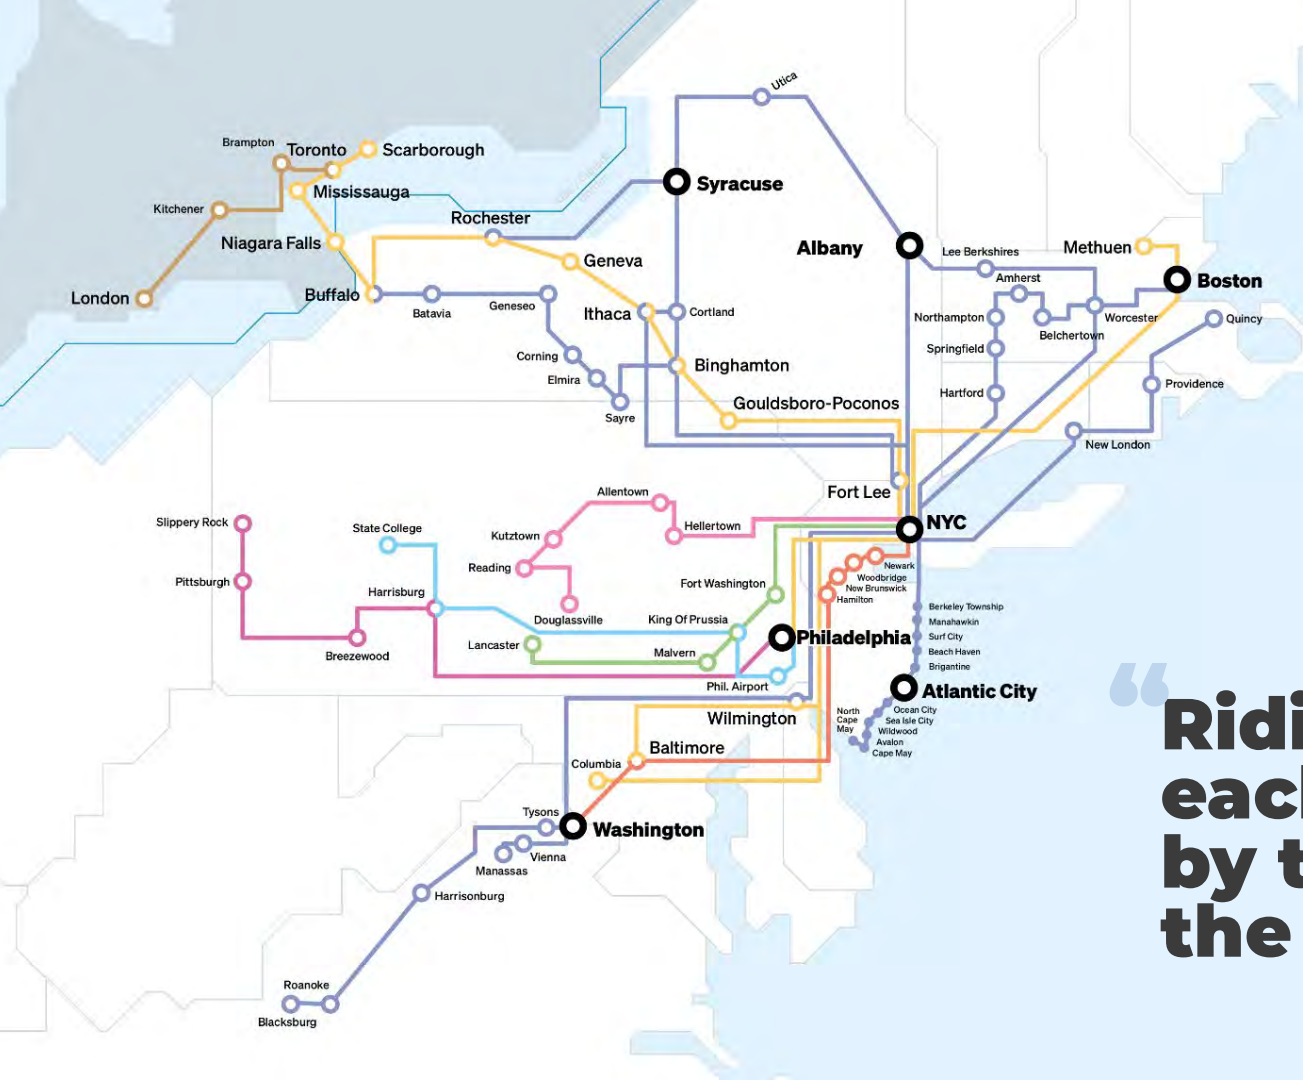 Utica
Brampton
Toronto
Scarborough
Syracuse
Mississauga
Kitchener
Rochester
Niagara Falls
Albany
Lee Berkshires
Methuen
Geneva
Amherst
Boston
London
Buffalo
Batavia
Geneseo
Ithaca
Cortland
Northampton
Belchertown
Worcester
Quincy
Corning
Elmira
Sayre
Binghamton
Springfield
Hartford
Providence
Gouldsboro-Poconos
New London
Fort Lee
NYC
Allentown
Hellertown
Slippery Rock
State College
Kutztown
Reading
Newark
Woodbridge
New Brunswick
Hamilton
Pittsburgh
Harrisburg
Fort Washington
Douglassville
King Of Prussia
Berkeley Township
Manahawkin
Surf City
Beach Haven
Brigantine
Philadelphia
Breezewood
Lancaster
Malvern
Phil. Airport
Atlantic City
Wilmington
North
Cape
May
Ocean City
Sea Isle City
Wildwood
Avalon
Cape May
Baltimore
Columbia
Tysons
Washington
Vienna
Manassas
Harrisonburg
Roanoke
Blacksburg
“
Ridi
eac
by t
the